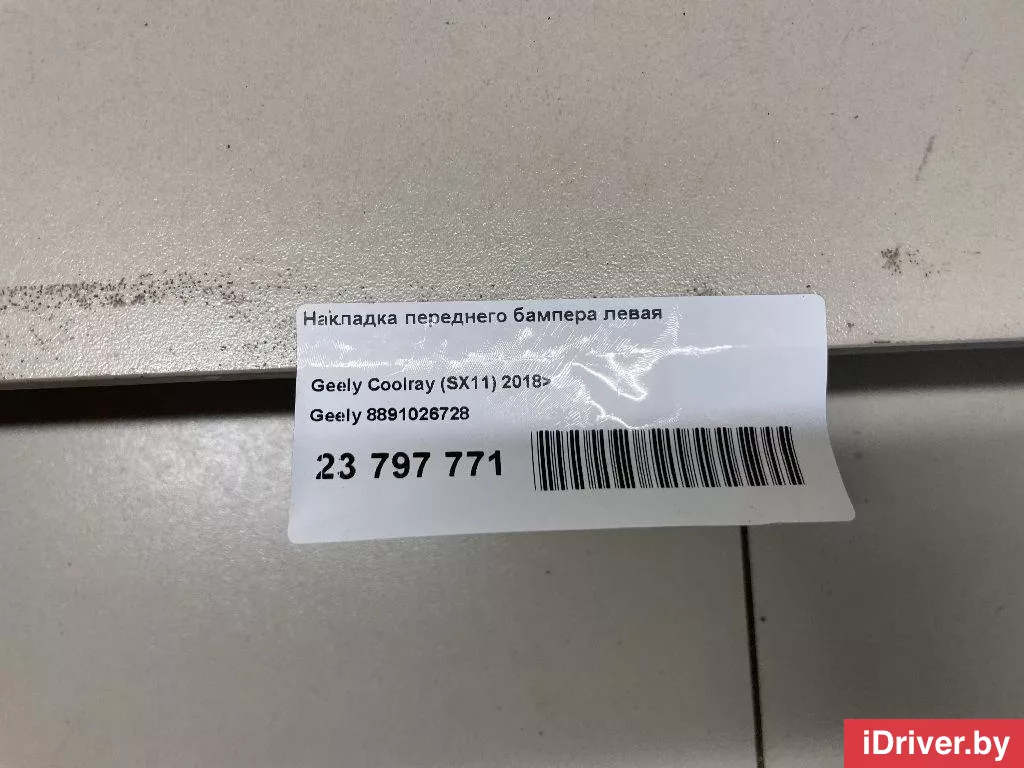 Накладка переднего бампера левая
Geely Coolray (SX11) 2018>
Geely 8891026728
23 797 771
iDriver.by